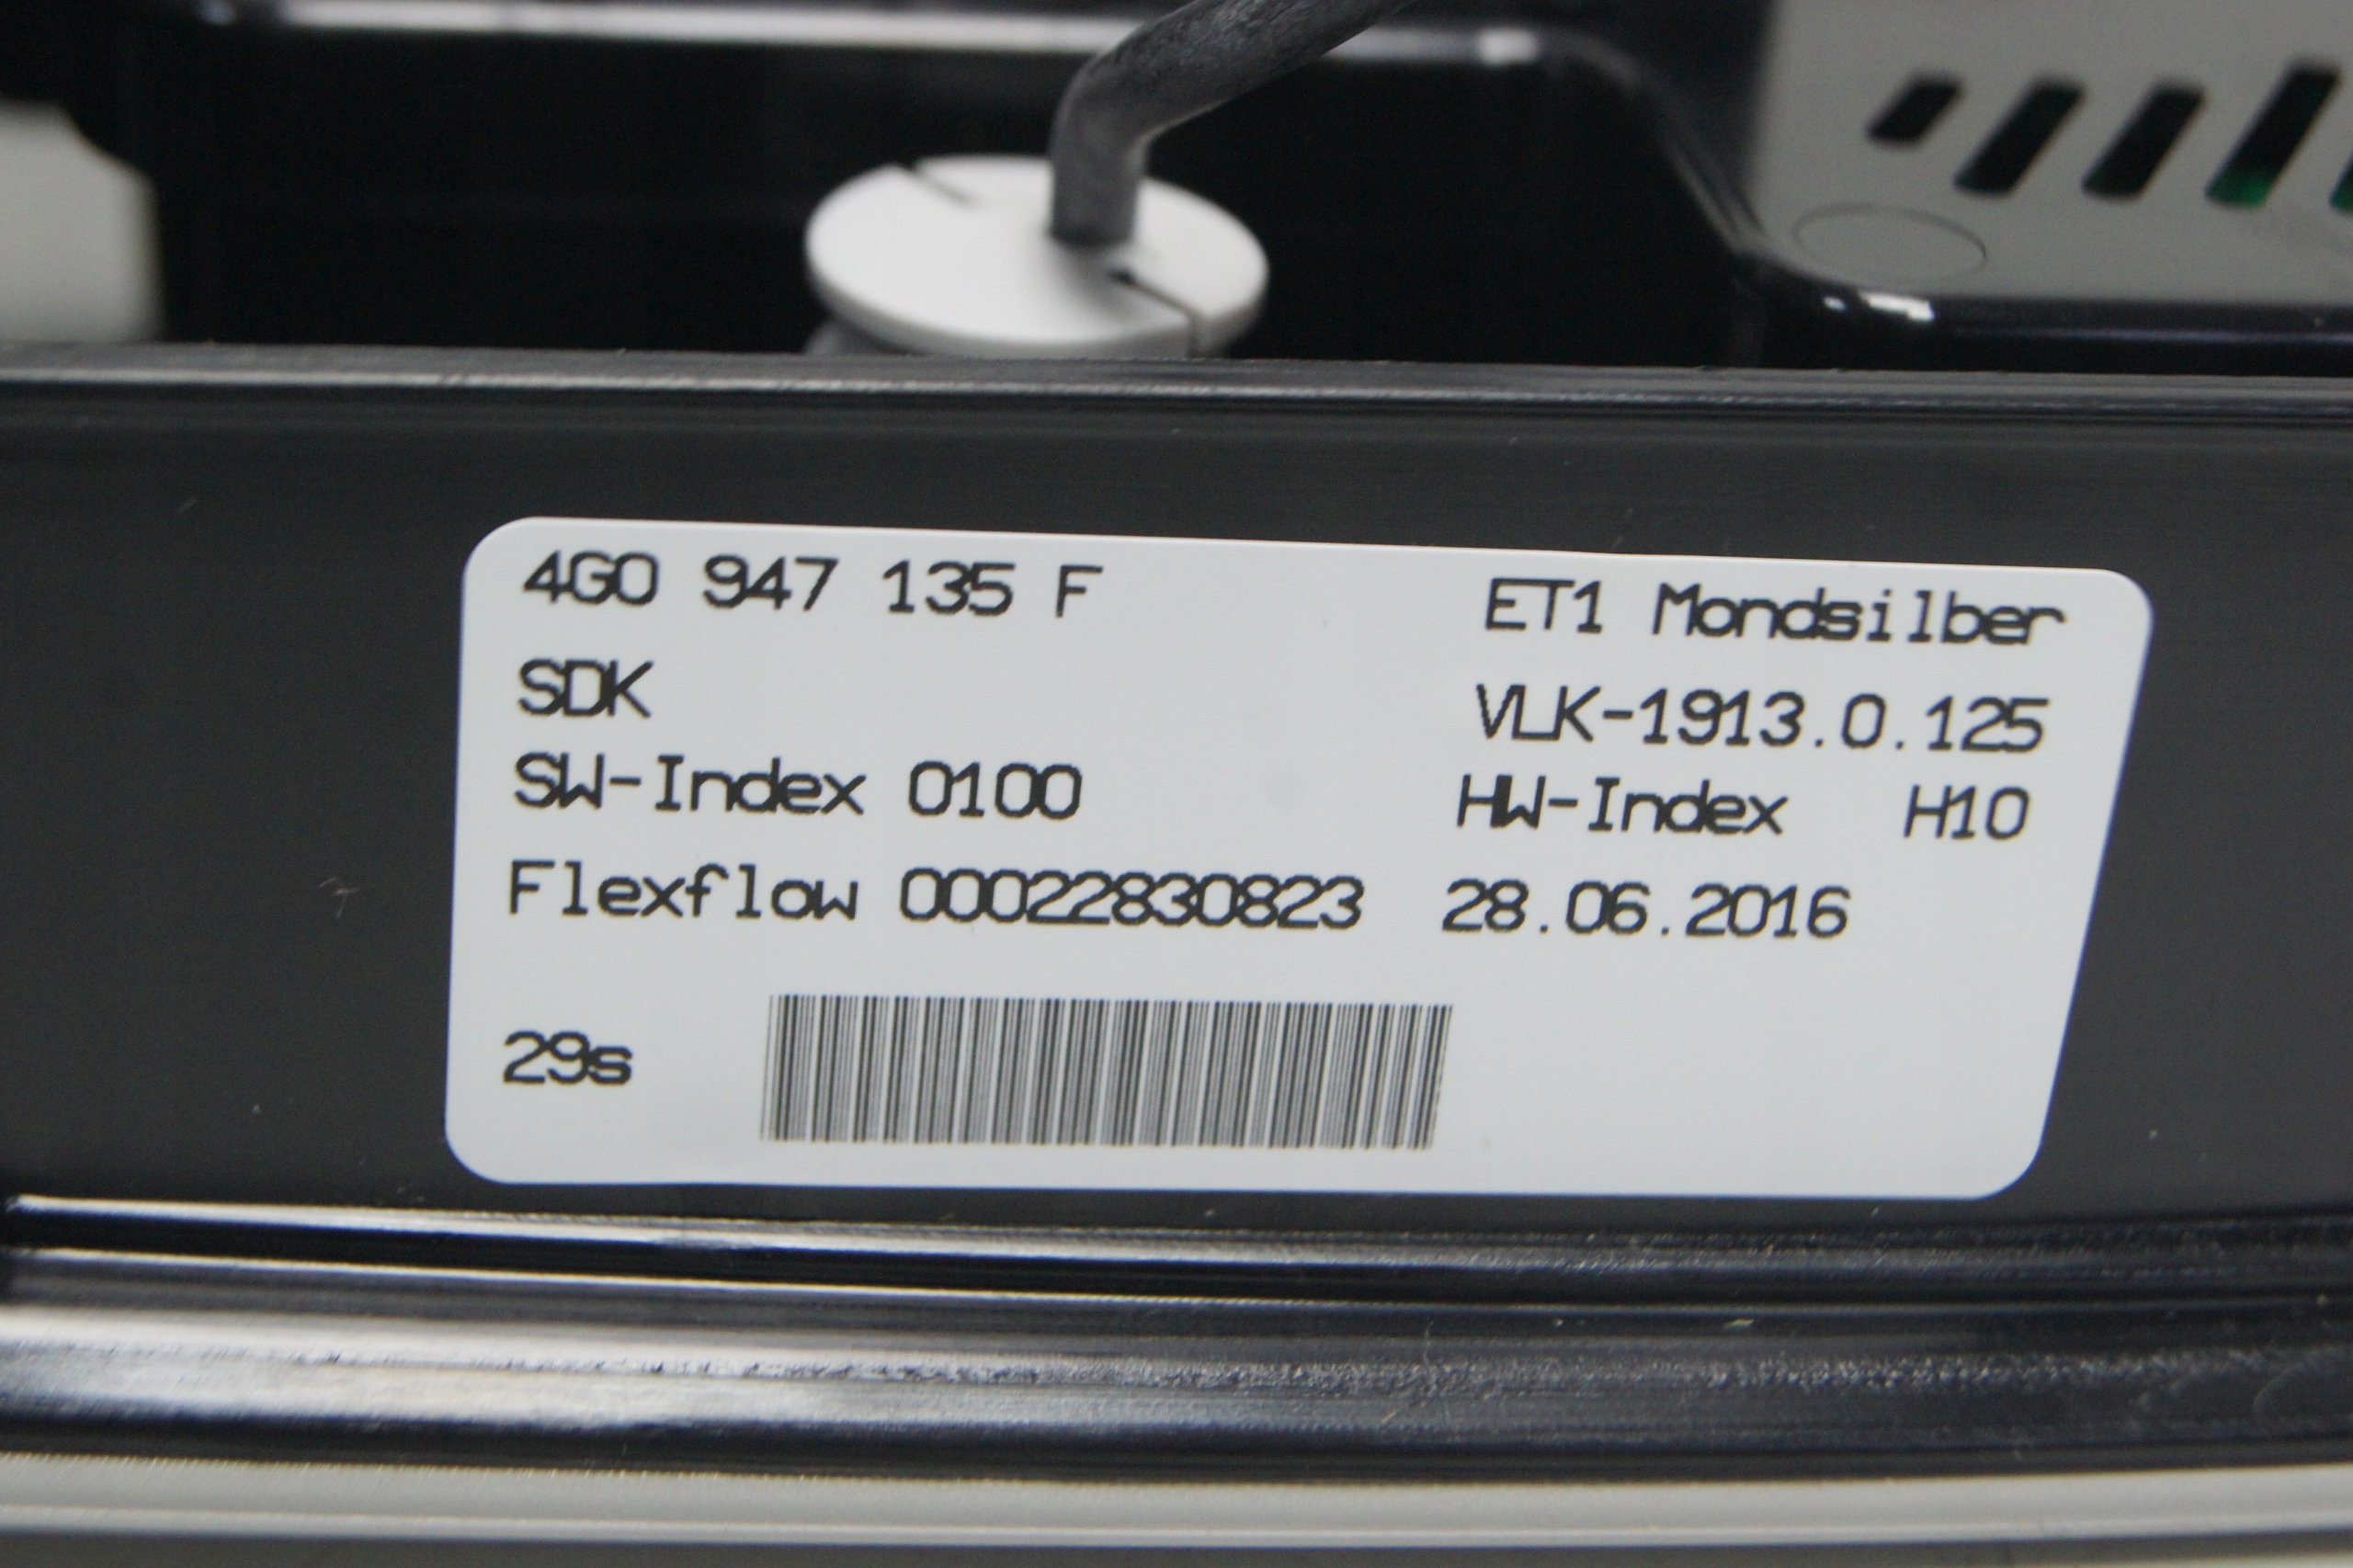 4G0 947 135 F ET1 Mondsilber
SDK VLK-1913.0.125
SW-Index 0100 HW-Index H10
Flexflow 00022830823 28.06.2016
29s